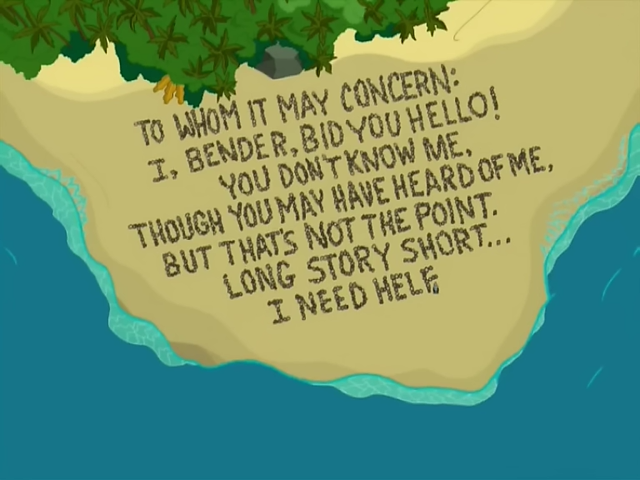 TO WHOM IT MAY CONCERN:
I, BENDER, BID YOU HELLO!
YOU DON'T KNOW ME,
THOUGH YOU MAY HAVE HEARD OF ME,
BUT THAT'S NOT THE POINT.
LONG STORY SHORT...
I NEED HELF